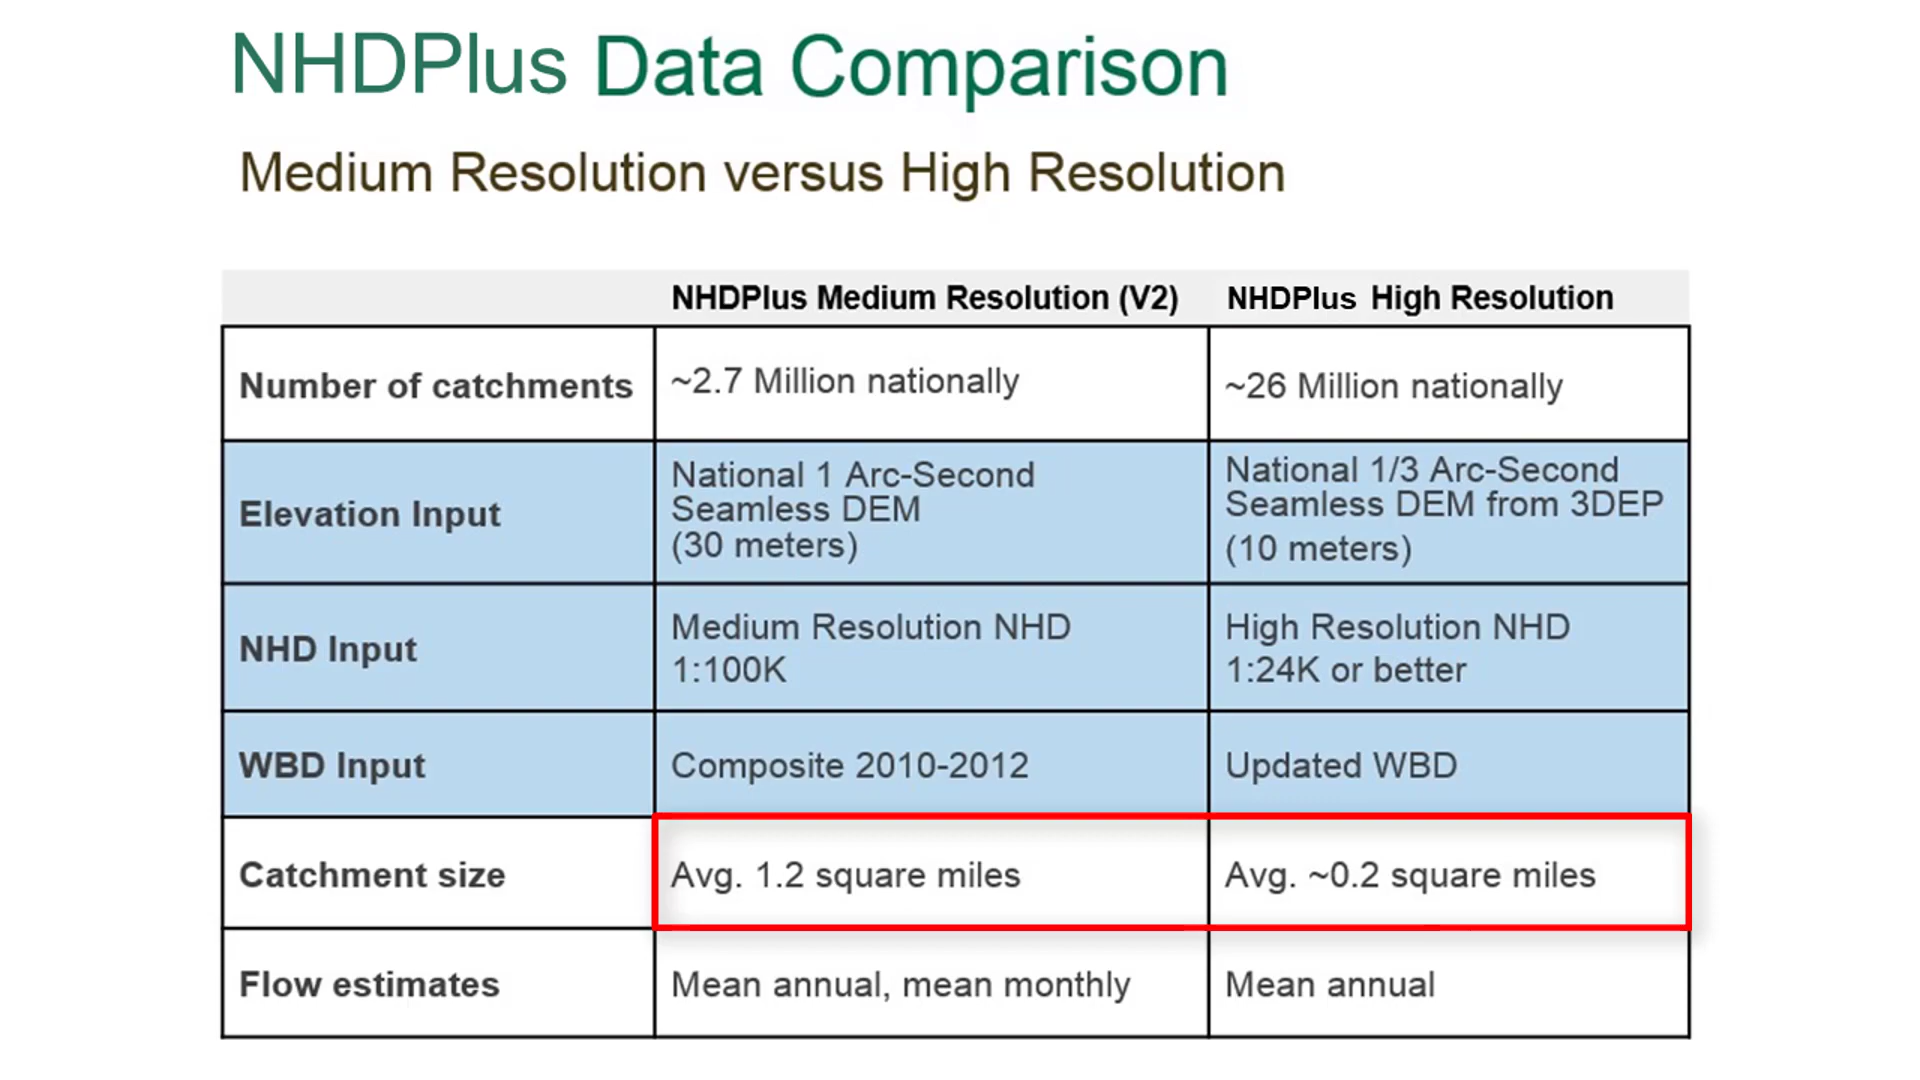 NHDPlus Data Comparison
Medium Resolution versus High Resolution
NHDPlus Medium Resolution (V2)
NHDPlus High Resolution
Number of catchments
~2.7 Million nationally
~26 Million nationally
Elevation Input
National 1 Arc-Second
Seamless DEM
(30 meters)
National 1/3 Arc-Second
Seamless DEM from 3DEP
(10 meters)
NHD Input
Medium Resolution NHD
1:100K
High Resolution NHD
1:24K or better
WBD Input
Composite 2010-2012
Updated WBD
Catchment size
Avg. 1.2 square miles
Avg. ~0.2 square miles
Flow estimates
Mean annual, mean monthly
Mean annual